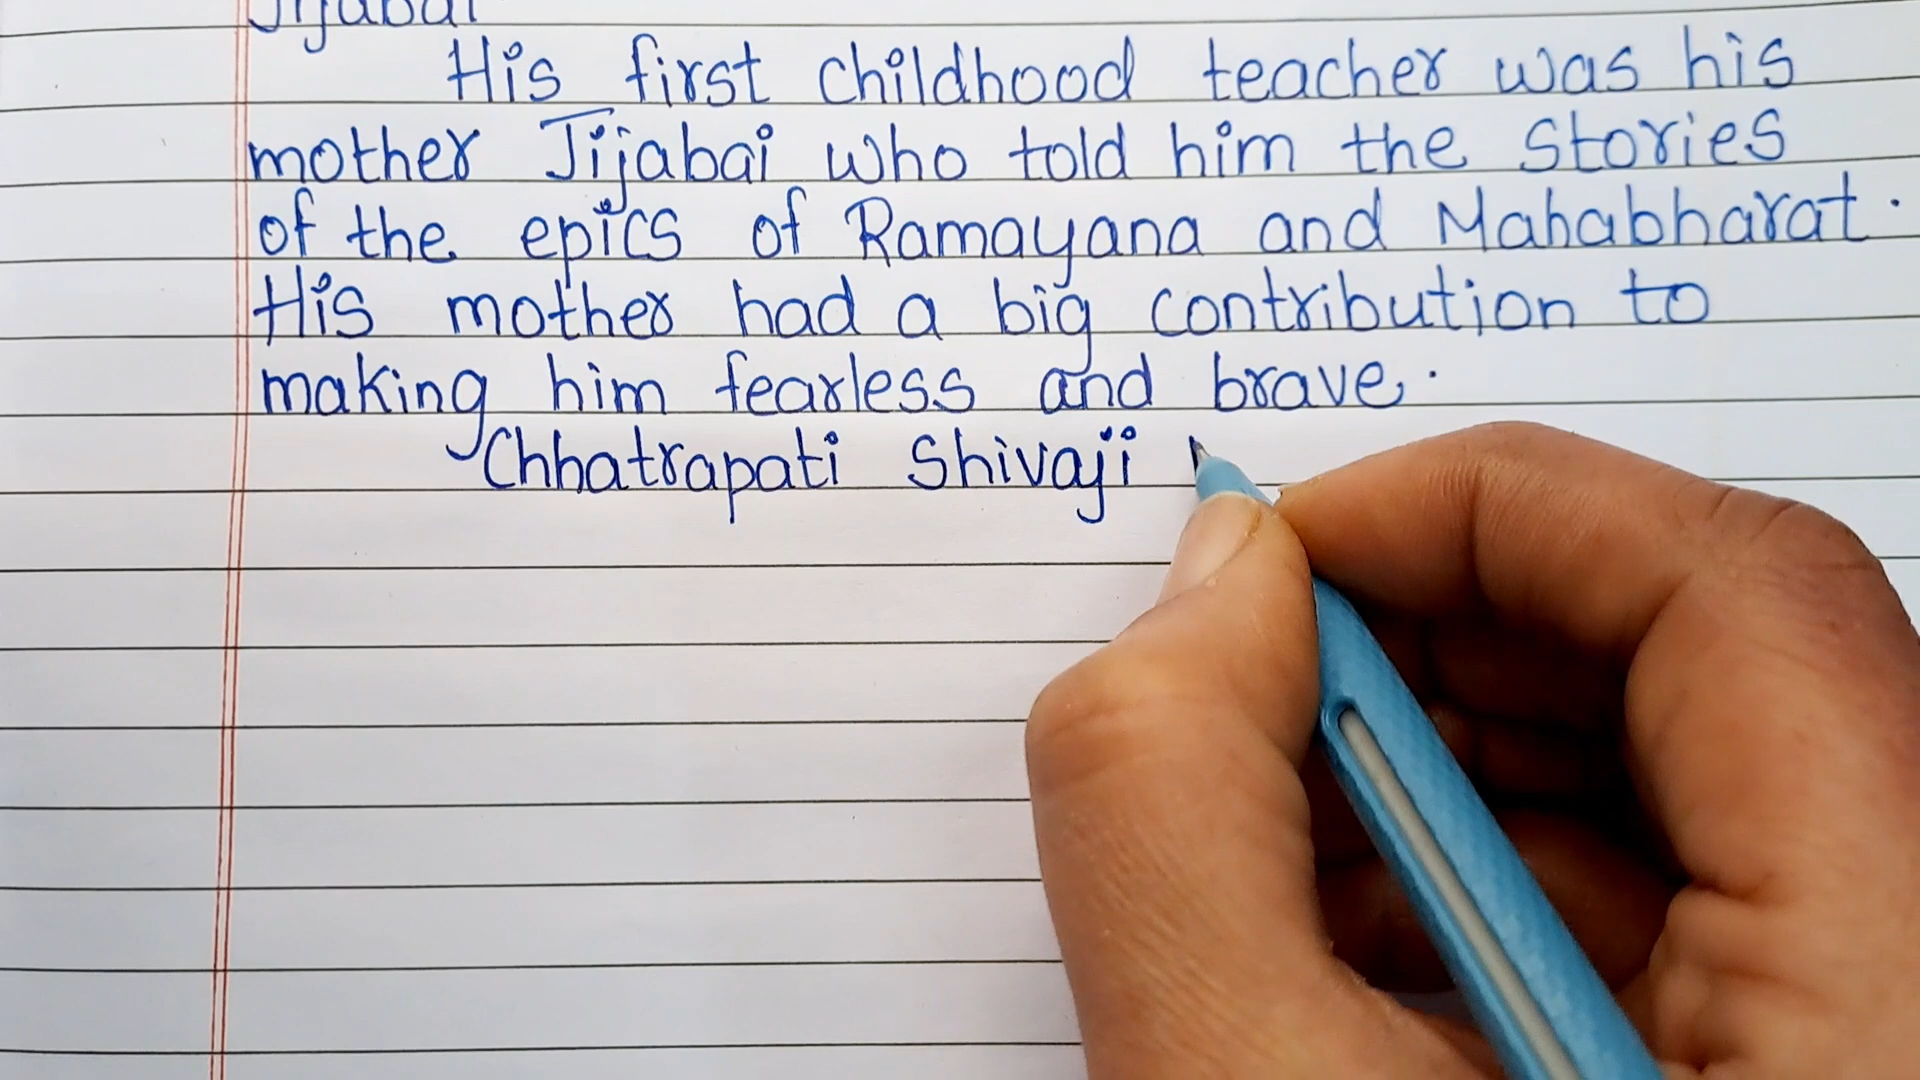 Jijabai
His first childhood teacher was his
mother Jijabai who told him the Stories
of the epics of Ramayana and Mahabharat.
His mother had a big contribution to
making him fearless and brave.
Chhatrapati Shivaji